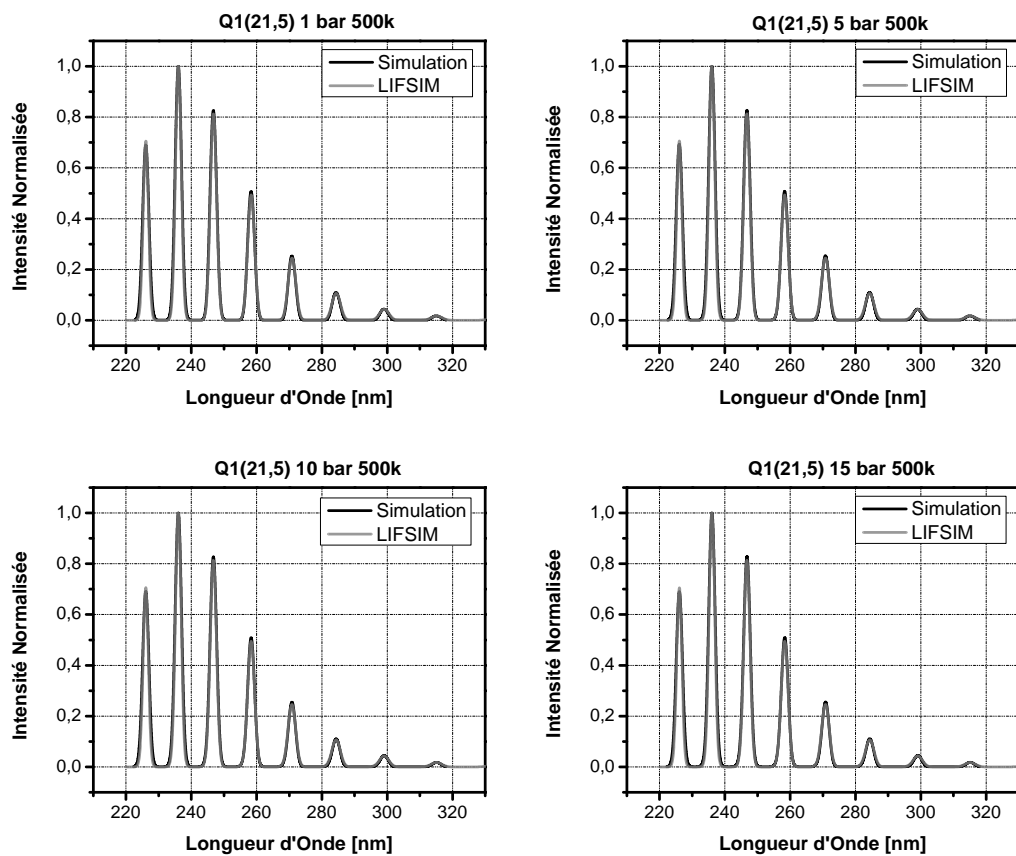 Q1(21,5) 1 bar 500k
Intensité Normalisée
1,0
0,8
0,6
0,4
0,2
0,0
Simulation
LIFSIM
220 240 260 280 300 320
Longueur d'Onde [nm]
Q1(21,5) 5 bar 500k
Intensité Normalisée
1,0
0,8
0,6
0,4
0,2
0,0
Simulation
LIFSIM
220 240 260 280 300 320
Longueur d'Onde [nm]
Q1(21,5) 10 bar 500k
Intensité Normalisée
1,0
0,8
0,6
0,4
0,2
0,0
Simulation
LIFSIM
220 240 260 280 300 320
Longueur d'Onde [nm]
Q1(21,5) 15 bar 500k
Intensité Normalisée
1,0
0,8
0,6
0,4
0,2
0,0
Simulation
LIFSIM
220 240 260 280 300 320
Longueur d'Onde [nm]